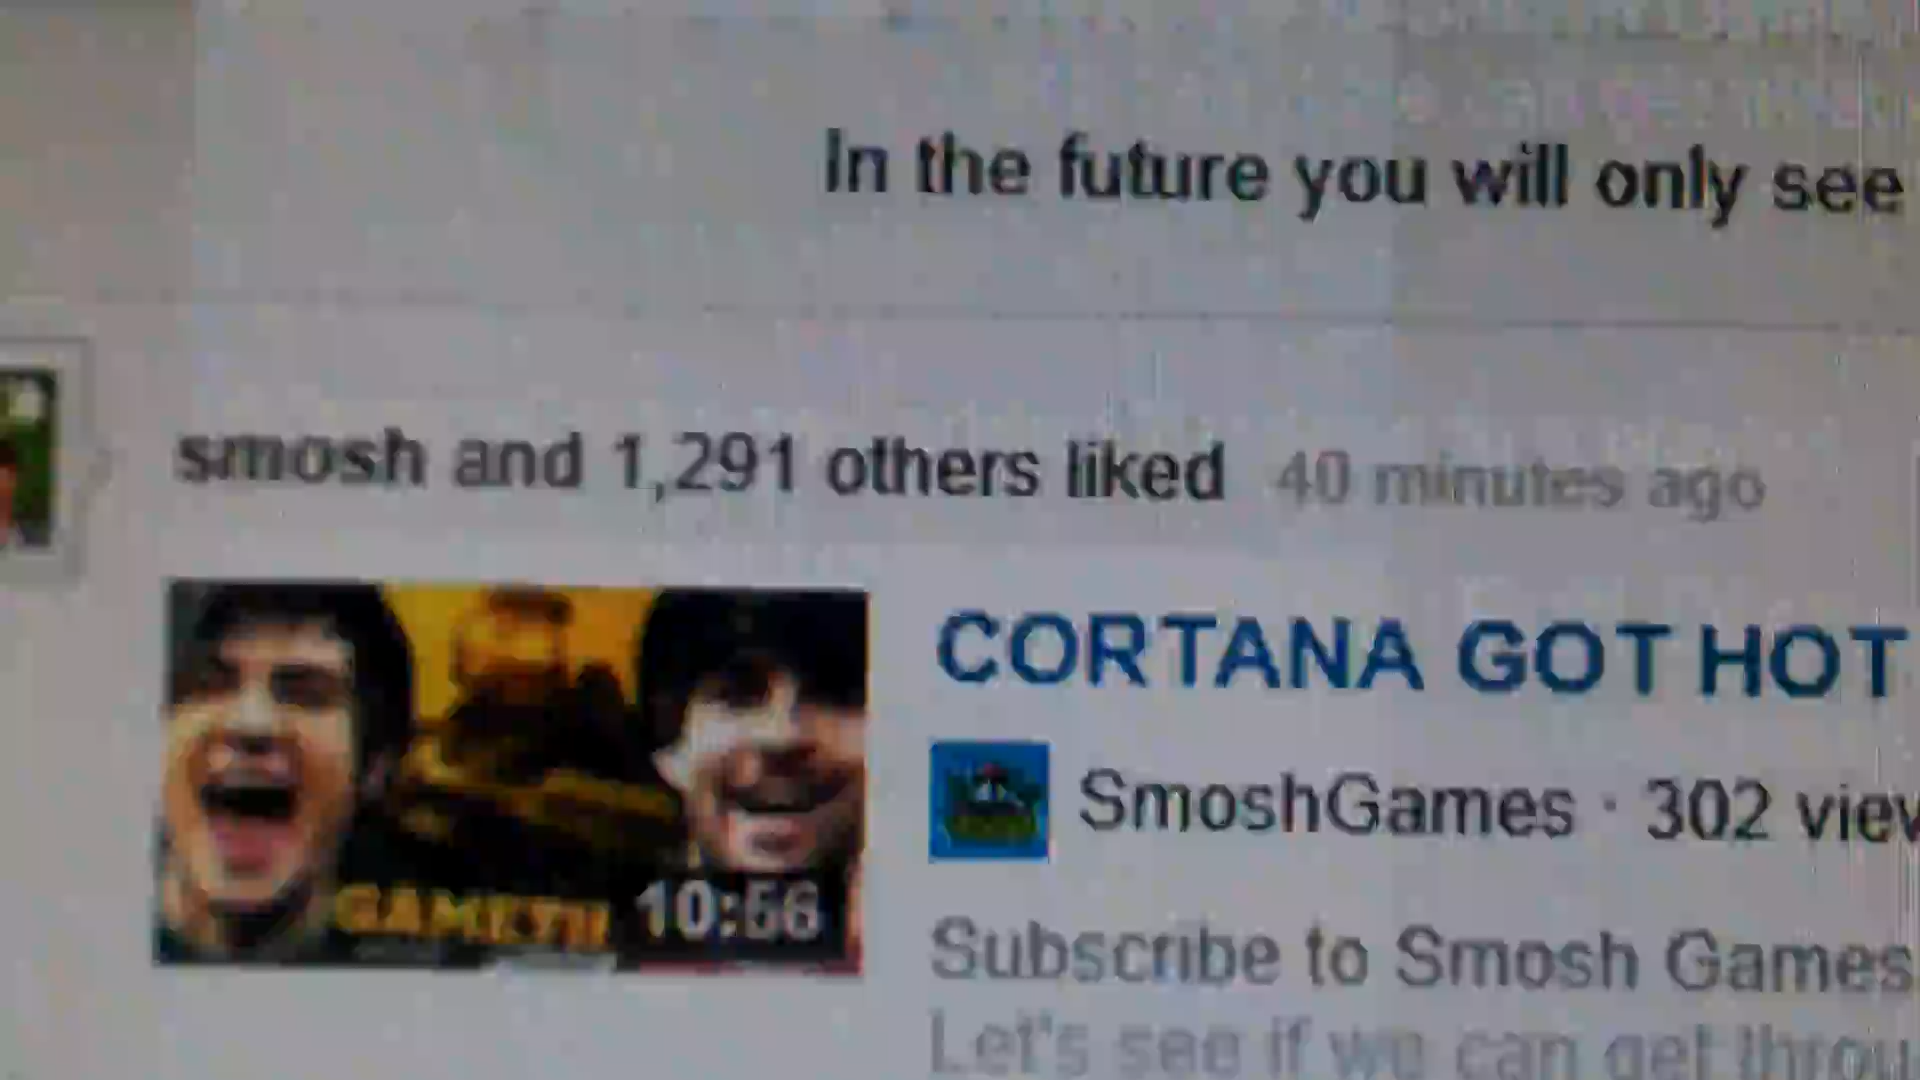 In the future you will only see
smosh and 1,291 others liked 40 minutes ago
CORTANA GOT HOT
SmoshGames · 302 view
Subscribe to Smosh Games
Let's see if we can get throu
10:56